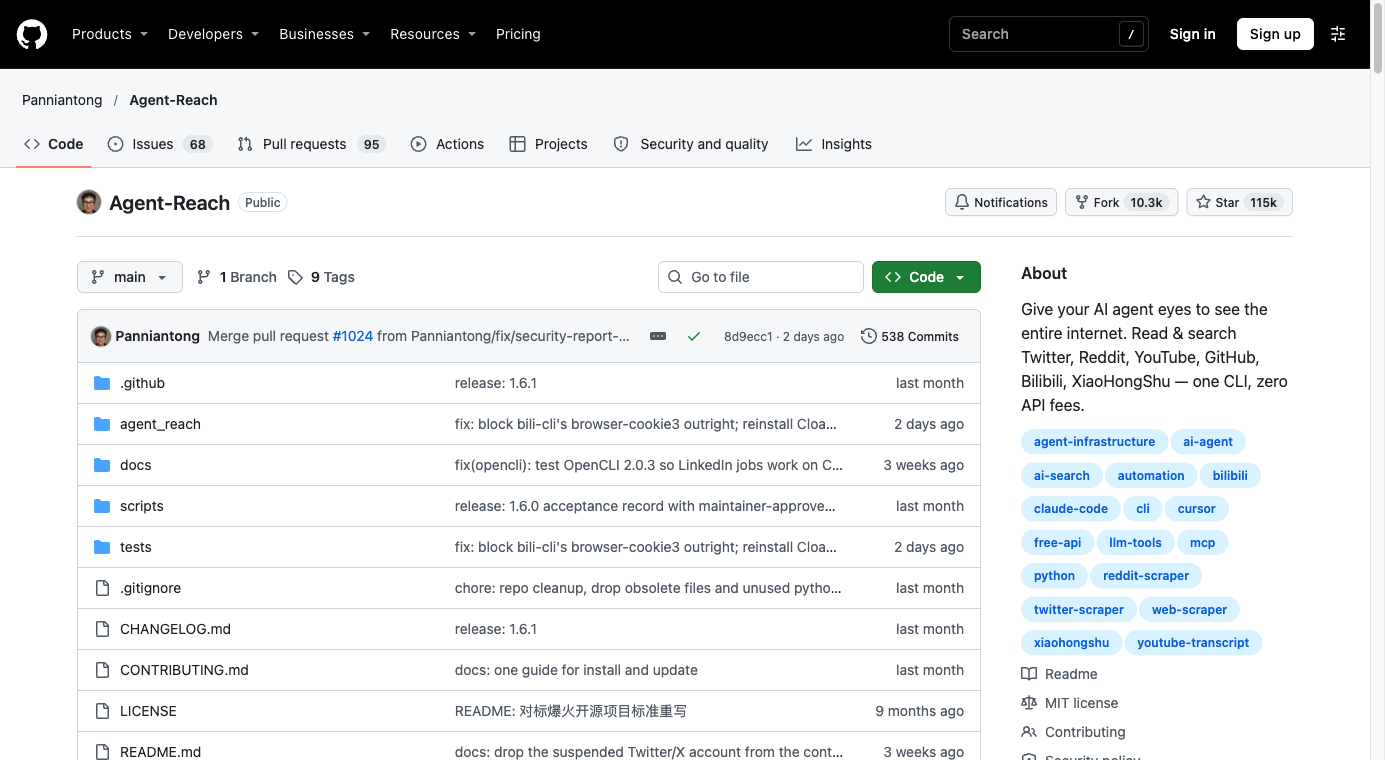 Products Developers Businesses Resources Pricing Search / Sign in Sign up
Panniantong / Agent-Reach
Code Issues 68 Pull requests 95 Actions Projects Security and quality Insights
Agent-Reach Public Notifications Fork 10.3k Star 115k
main 1 Branch 9 Tags Go to file Code
Panniantong Merge pull request #1024 from Panniantong/fix/security-report-... 8d9ecc1 · 2 days ago 538 Commits
.github release: 1.6.1 last month
agent_reach fix: block bili-cli's browser-cookie3 outright; reinstall Cloa... 2 days ago
docs fix(opencli): test OpenCLI 2.0.3 so LinkedIn jobs work on C... 3 weeks ago
scripts release: 1.6.0 acceptance record with maintainer-approve... last month
tests fix: block bili-cli's browser-cookie3 outright; reinstall Cloa... 2 days ago
.gitignore chore: repo cleanup, drop obsolete files and unused pytho... last month
CHANGELOG.md release: 1.6.1 last month
CONTRIBUTING.md docs: one guide for install and update last month
LICENSE README: 对标爆火开源项目标准重写 9 months ago
README.md docs: drop the suspended Twitter/X account from the cont... 3 weeks ago
About
Give your AI agent eyes to see the
entire internet. Read & search
Twitter, Reddit, YouTube, GitHub,
Bilibili, XiaoHongShu — one CLI, zero
API fees.
agent-infrastructure ai-agent
ai-search automation bilibili
claude-code cli cursor
free-api llm-tools mcp
python reddit-scraper
twitter-scraper web-scraper
xiaohongshu youtube-transcript
Readme
MIT license
Contributing
Security policy